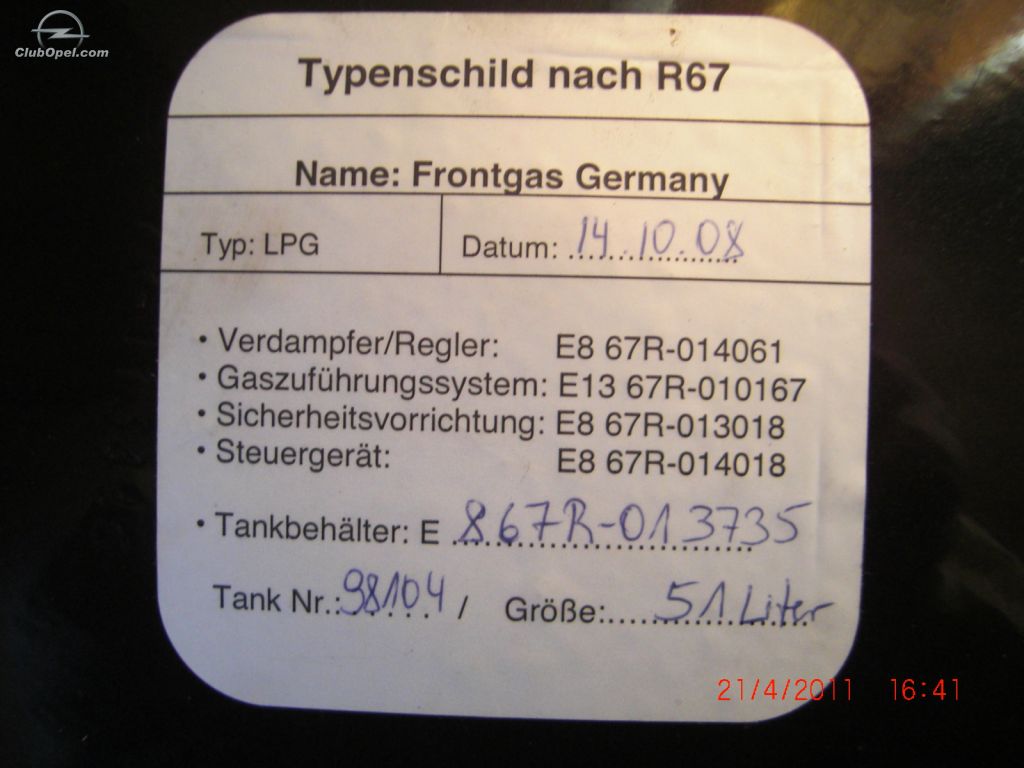 ClubOpel.com
Typenschild nach R67
Name: Frontgas Germany
Typ: LPG
Datum: 14.10.08
• Verdampfer/Regler: E8 67R-014061
• Gaszuführungssystem: E13 67R-010167
• Sicherheitsvorrichtung: E8 67R-013018
• Steuergerät: E8 67R-014018
• Tankbehälter: E 867R-013735
Tank Nr.: 98104 / Größe: 51 Liter
21/4/2011 16:41